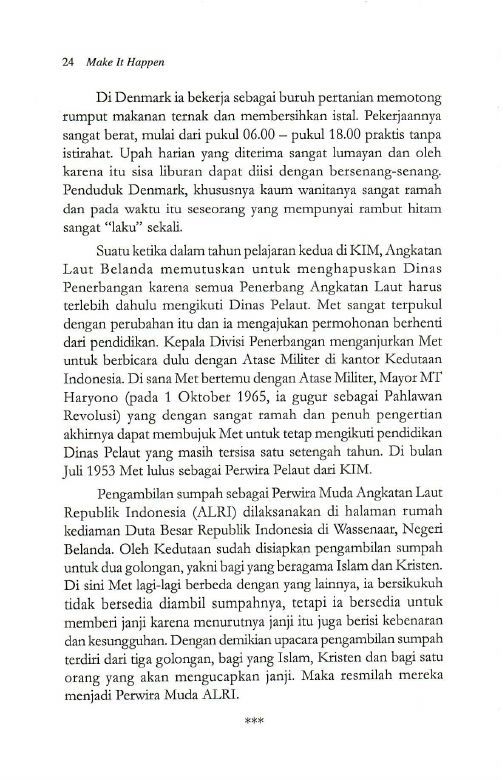 24 Make It Happen
Di Denmark ia bekerja sebagai buruh pertanian memotong
rumput makanan ternak dan membersihkan istal. Pekerjaannya
sangat berat, mulai dari pukul 06.00 – pukul 18.00 praktis tanpa
istirahat. Upah harian yang diterima sangat lumayan dan oleh
karena itu sisa liburan dapat diisi dengan bersenang-senang.
Penduduk Denmark, khususnya kaum wanitanya sangat ramah
dan pada waktu itu seseorang yang mempunyai rambut hitam
sangat “laku” sekali.
Suatu ketika dalam tahun pelajaran kedua di KIM, Angkatan
Laut Belanda memutuskan untuk menghapuskan Dinas
Penerbangan karena semua Penerbang Angkatan Laut harus
terlebih dahulu mengikuti Dinas Pelaut. Met sangat terpukul
dengan perubahan itu dan ia mengajukan permohonan berhenti
dari pendidikan. Kepala Divisi Penerbangan menganjurkan Met
untuk berbicara dulu dengan Atase Militer di kantor Kedutaan
Indonesia. Di sana Met bertemu dengan Atase Militer, Mayor MT
Haryono (pada 1 Oktober 1965, ia gugur sebagai Pahlawan
Revolusi) yang dengan sangat ramah dan penuh pengertian
akhirnya dapat membujuk Met untuk tetap mengikuti pendidikan
Dinas Pelaut yang masih tersisa satu setengah tahun. Di bulan
Juli 1953 Met lulus sebagai Perwira Pelaut dari KIM.
Pengambilan sumpah sebagai Perwira Muda Angkatan Laut
Republik Indonesia (ALRI) dilaksanakan di halaman rumah
kediaman Duta Besar Republik Indonesia di Wassenaar, Negeri
Belanda. Oleh Kedutaan sudah disiapkan pengambilan sumpah
untuk dua golongan, yakni bagi yang beragama Islam dan Kristen.
Di sini Met lagi-lagi berbeda dengan yang lainnya, ia bersikukuh
tidak bersedia diambil sumpahnya, tetapi ia bersedia untuk
memberi janji karena menurutnya janji itu juga berisi kebenaran
dan kesungguhan. Dengan demikian upacara pengambilan sumpah
terdiri dari tiga golongan, bagi yang Islam, Kristen dan bagi satu
orang yang akan mengucapkan janji. Maka resmilah mereka
menjadi Perwira Muda ALRI.
***